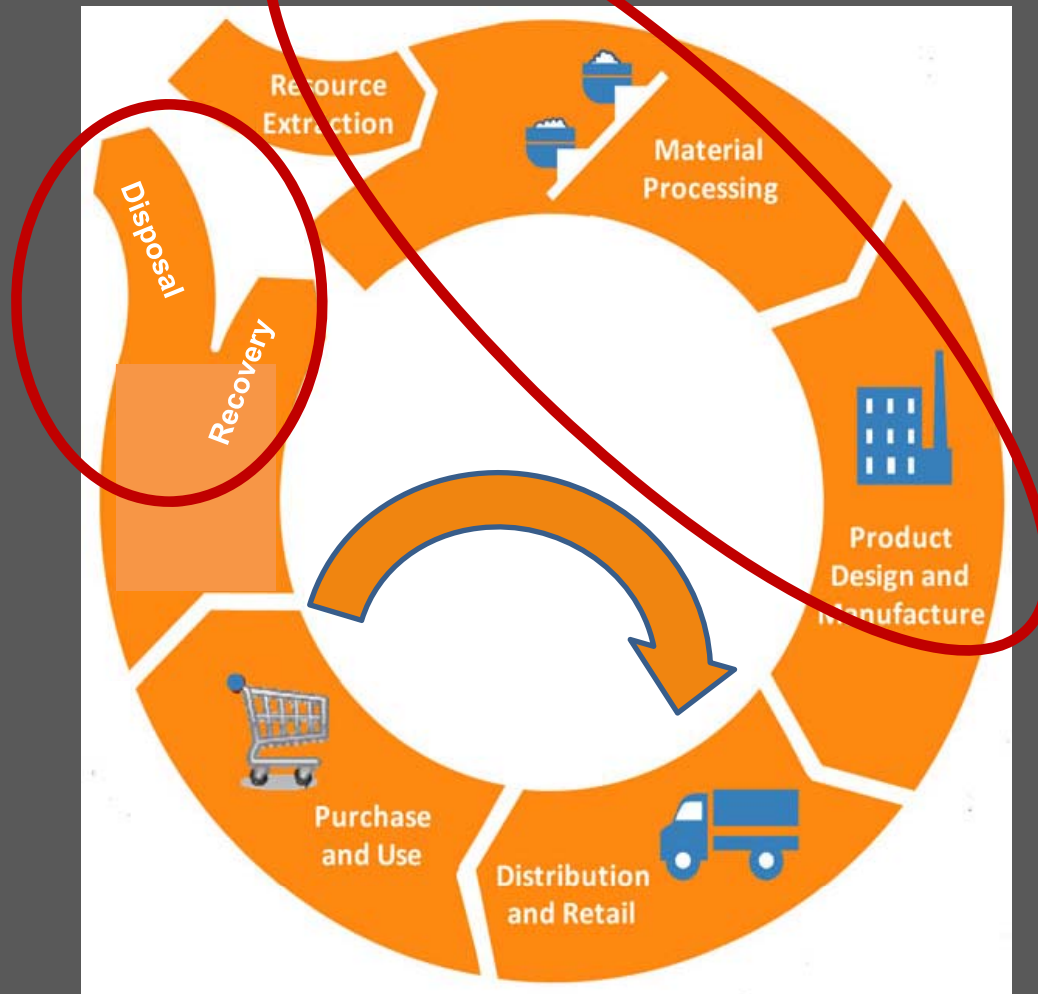 Resource
Extraction
Material
Processing
Product
Design and
Manufacture
Distribution
and Retail
Purchase
and Use
Recovery
Disposal